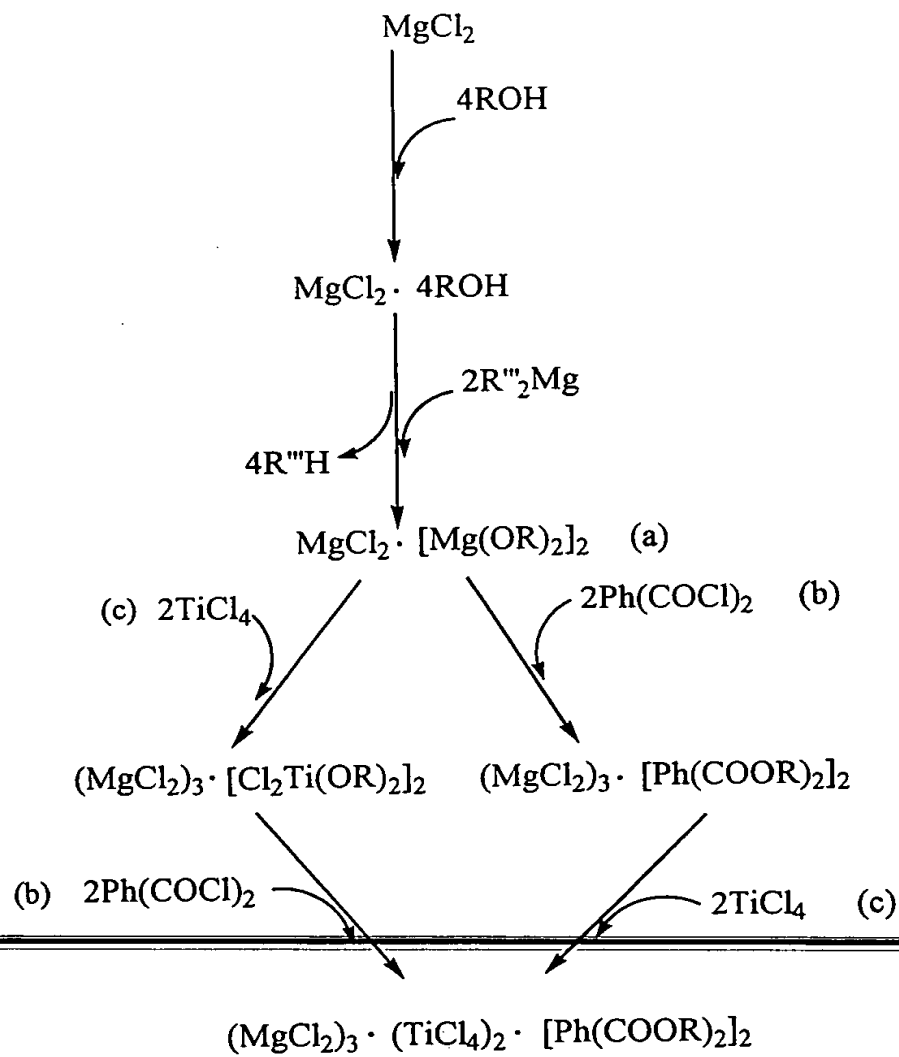 MgCl₂
4ROH
MgCl₂ · 4ROH
2R'''₂Mg
4R'''H
MgCl₂ · [Mg(OR)₂]₂ (a)
(c) 2TiCl₄
2Ph(COCl)₂ (b)
(MgCl₂)₃ · [Cl₂Ti(OR)₂]₂
(MgCl₂)₃ · [Ph(COOR)₂]₂
(b) 2Ph(COCl)₂
2TiCl₄ (c)
(MgCl₂)₃ · (TiCl₄)₂ · [Ph(COOR)₂]₂